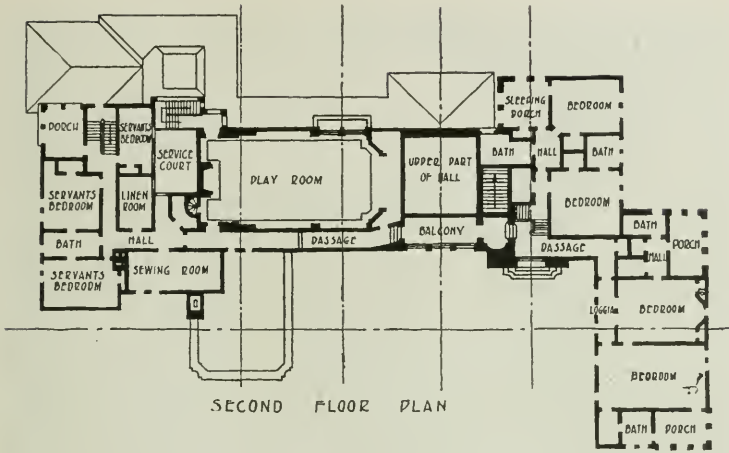 PORCH
SERVANTS
BEDROOM
SERVICE
COURT
SERVANTS
BEDROOM
LINEN
ROOM
BATH
HALL
SERVANTS
BEDROOM
SEWING ROOM
PLAY ROOM
PASSAGE
UPPER PART
OF HALL
BALCONY
SLEEPING
PORCH
BEDROOM
BATH
HALL
BATH
BEDROOM
PASSAGE
BATH
HALL
PORCH
LOGGIA
BEDROOM
BEDROOM
BATH
PORCH
SECOND FLOOR PLAN